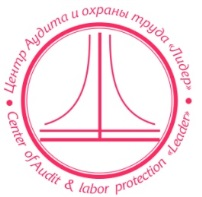 Центр Аудита и охраны труда «Лидер»
Center of Audit & labor protection «Leader»